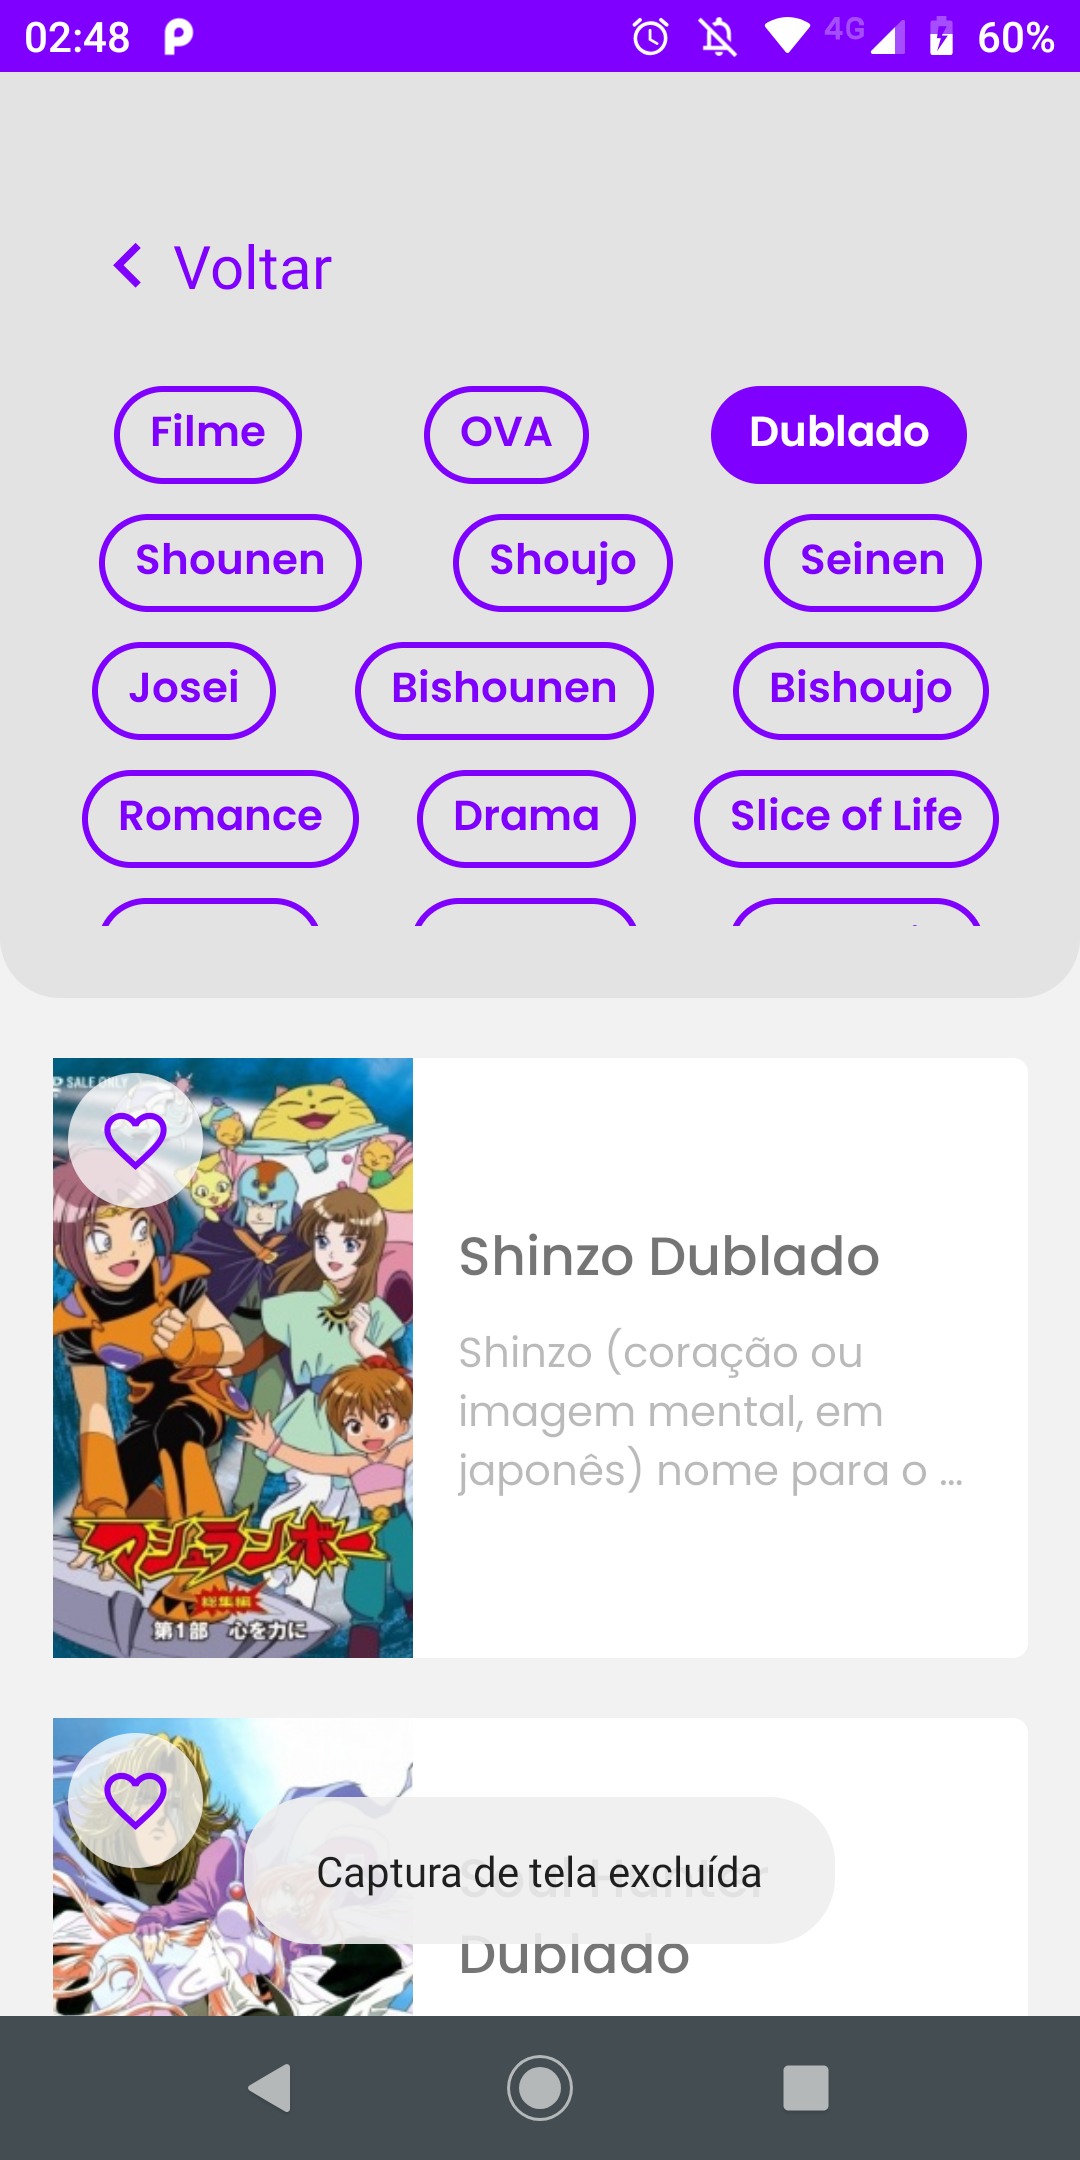 02:48 4G 60%
Voltar
Filme OVA Dublado
Shounen Shoujo Seinen
Josei Bishounen Bishoujo
Romance Drama Slice of Life
SALE ONLY
マシュランボー
総集編
第1部 心を力に
Shinzo Dublado
Shinzo (coração ou
imagem mental, em
japonês) nome para o ...
Soul Hunter
Captura de tela excluída
Dublado